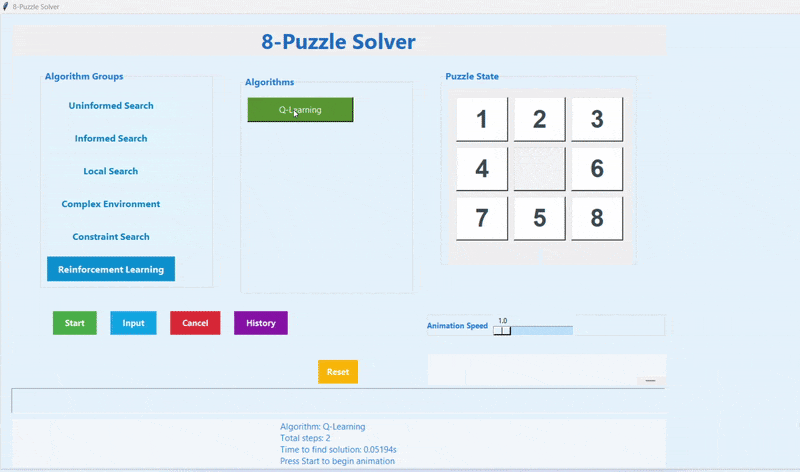 8-Puzzle Solver
8-Puzzle Solver
Algorithm Groups
Uninformed Search
Informed Search
Local Search
Complex Environment
Constraint Search
Reinforcement Learning
Algorithms
Q-Learning
Puzzle State
1 2 3
4 6
7 5 8
Start Input Cancel History
Animation Speed 1.0
Reset
Algorithm: Q-Learning
Total steps: 2
Time to find solution: 0.05194s
Press Start to begin animation